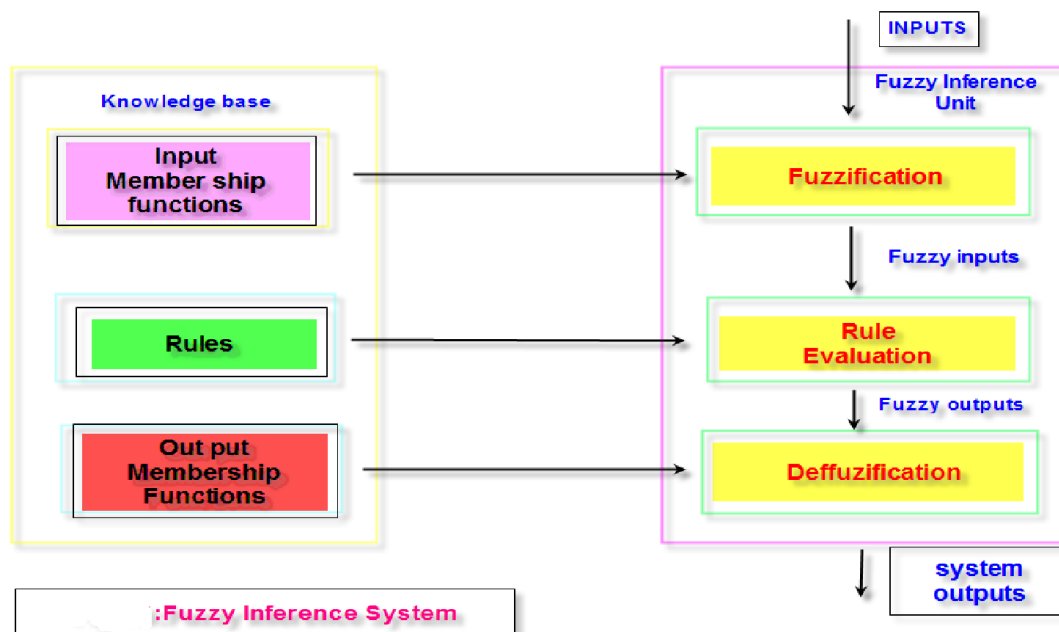 INPUTS
Knowledge base
Fuzzy Inference
Unit
Input
Member ship
functions
Fuzzification
Fuzzy inputs
Rules
Rule
Evaluation
Fuzzy outputs
Out put
Membership
Functions
Deffuzification
system
outputs
:Fuzzy Inference System